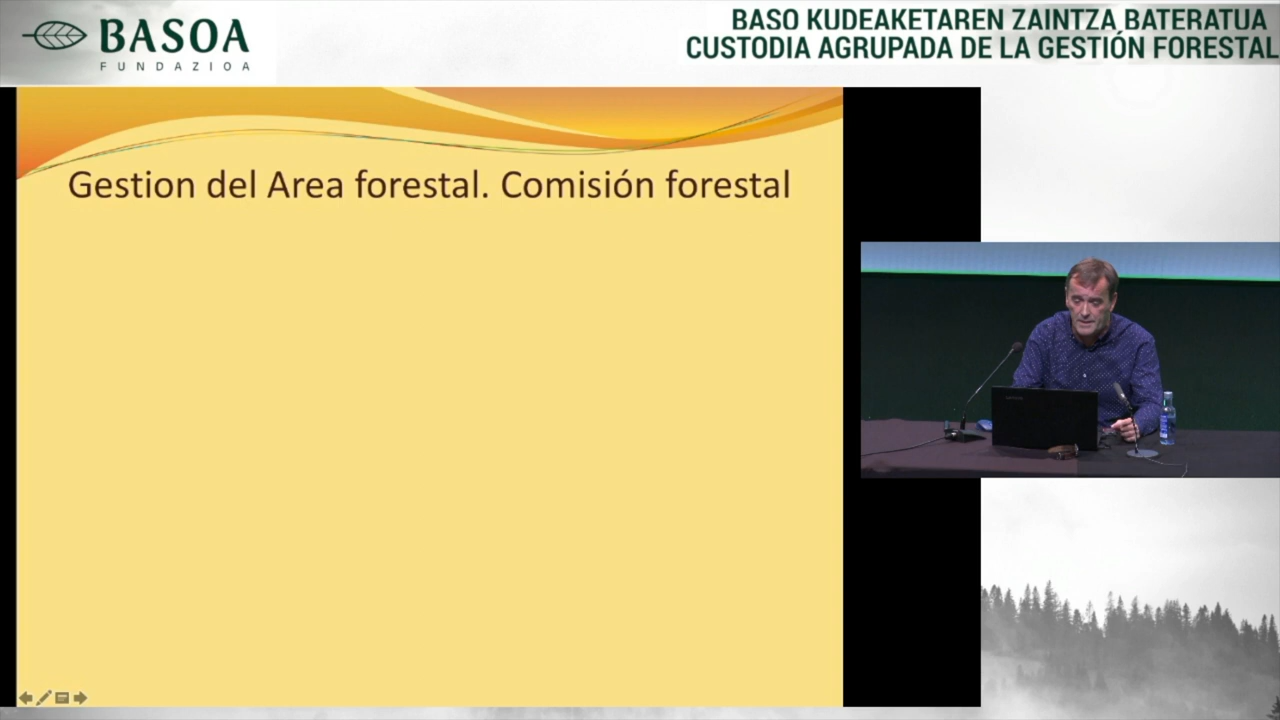 BASOA
FUNDAZIOA
BASO KUDEAKETAREN ZAINTZA BATERATUA
CUSTODIA AGRUPADA DE LA GESTIÓN FORESTAL
Gestion del Area forestal. Comisión forestal